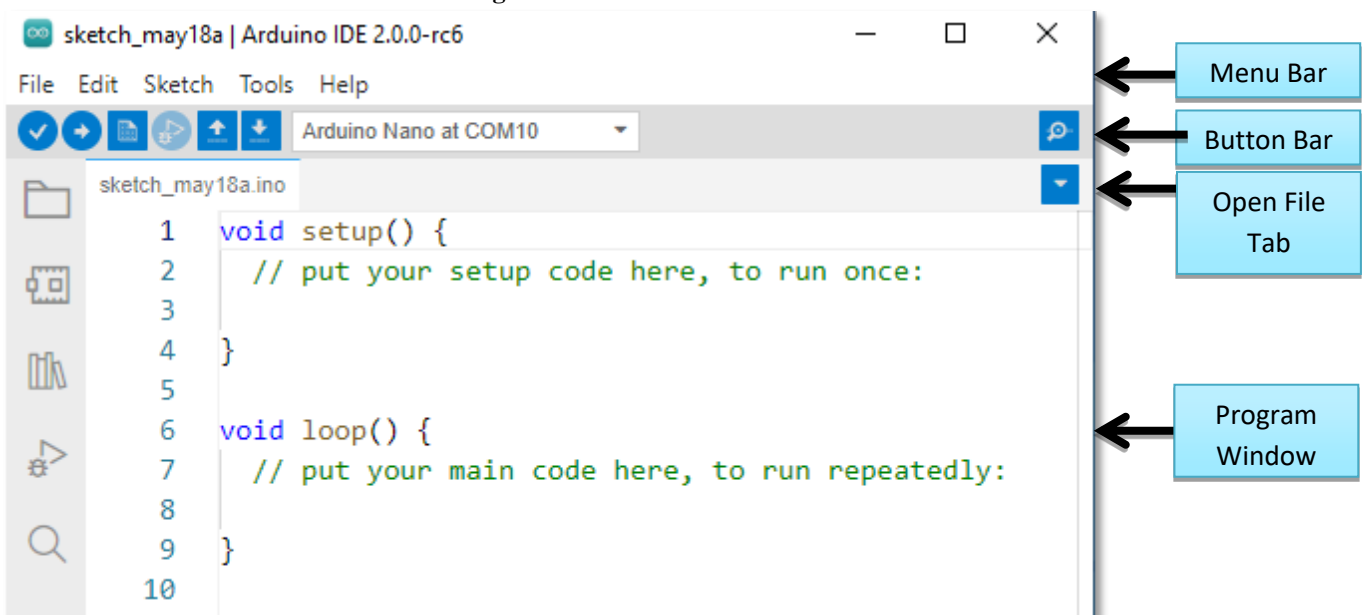 sketch_may18a | Arduino IDE 2.0.0-rc6
File Edit Sketch Tools Help
Arduino Nano at COM10
sketch_may18a.ino
1 void setup() {
2 // put your setup code here, to run once:
3
4 }
5
6 void loop() {
7 // put your main code here, to run repeatedly:
8
9 }
10
Menu Bar
Button Bar
Open File
Tab
Program
Window